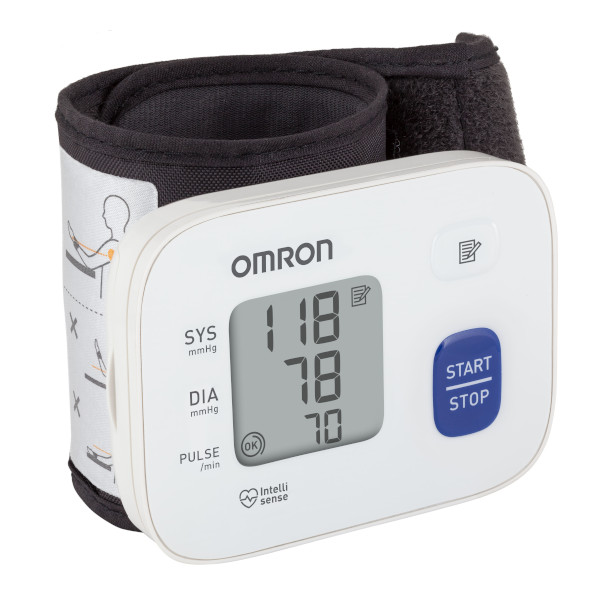 OMRON
SYS
mmHg
118
DIA
mmHg
78
PULSE
/min
OK
70
START
STOP
Intelli
sense